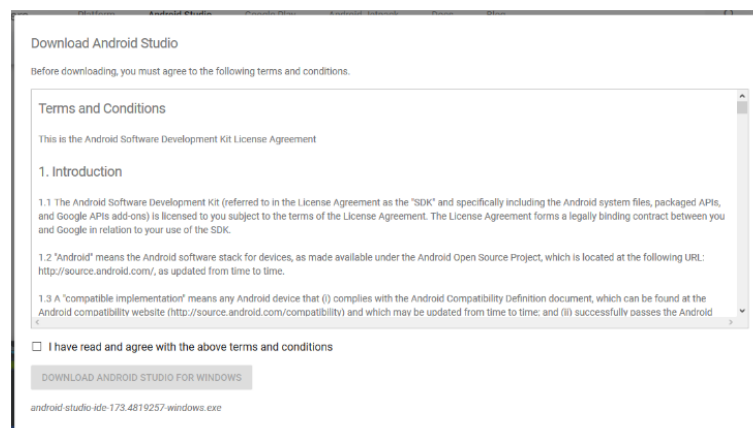 Platform Android Studio Google Play Android Jetpack Docs Blog
Download Android Studio
Before downloading, you must agree to the following terms and conditions.
Terms and Conditions
This is the Android Software Development Kit License Agreement
1. Introduction
1.1 The Android Software Development Kit (referred to in the License Agreement as the "SDK" and specifically including the Android system files, packaged APIs,
and Google APIs add-ons) is licensed to you subject to the terms of the License Agreement. The License Agreement forms a legally binding contract between you
and Google in relation to your use of the SDK.
1.2 "Android" means the Android software stack for devices, as made available under the Android Open Source Project, which is located at the following URL:
http://source.android.com/, as updated from time to time.
1.3 A "compatible implementation" means any Android device that (i) complies with the Android Compatibility Definition document, which can be found at the
Android compatibility website (http://source.android.com/compatibility) and which may be updated from time to time; and (ii) successfully passes the Android
I have read and agree with the above terms and conditions
DOWNLOAD ANDROID STUDIO FOR WINDOWS
android-studio-ide-173.4819257-windows.exe